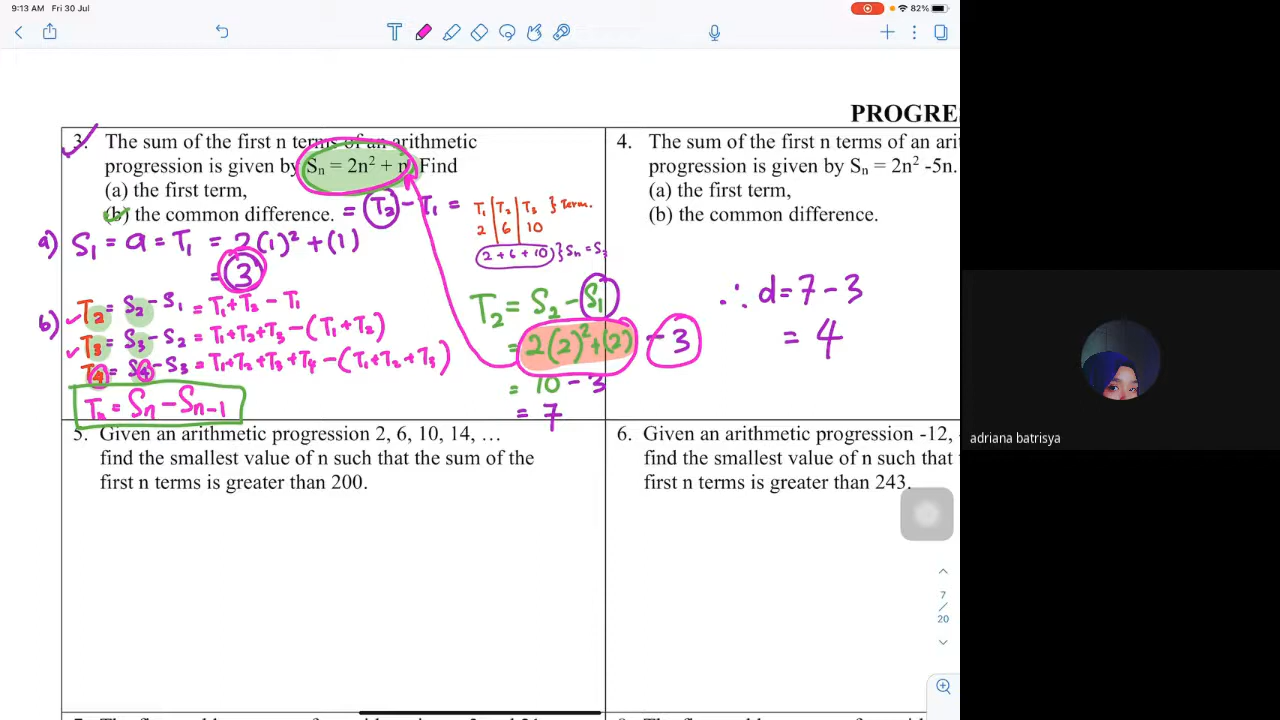 9:13 AM Fri 30 Jul
82%
PROGRE
3. The sum of the first n terms of an arithmetic
progression is given by Sn = 2n² + n. Find
(a) the first term,
(b) the common difference. = T2 - T1 =
T1 | T2 | T3 } Term.
2 | 6 | 10
2 + 6 + 10 } Sn = S3
a) S1 = a = T1 = 2(1)² + (1)
= 3
b) T2 = S2 - S1 = T1 + T2 - T1
T3 = S3 - S2 = T1+T2+T3 - (T1+T2)
T4 = S4 - S3 = T1+T2+T3+T4 - (T1+T2+T3)
Tn = Sn - Sn-1
T2 = S2 - S1
= 2(2)² + (2) - 3
= 10 - 3
= 7
4. The sum of the first n terms of an ari
progression is given by Sn = 2n² -5n.
(a) the first term,
(b) the common difference.
∴ d = 7 - 3
= 4
5. Given an arithmetic progression 2, 6, 10, 14, …
find the smallest value of n such that the sum of the
first n terms is greater than 200.
6. Given an arithmetic progression -12,
find the smallest value of n such that
first n terms is greater than 243.
7
/
20
adriana batrisya